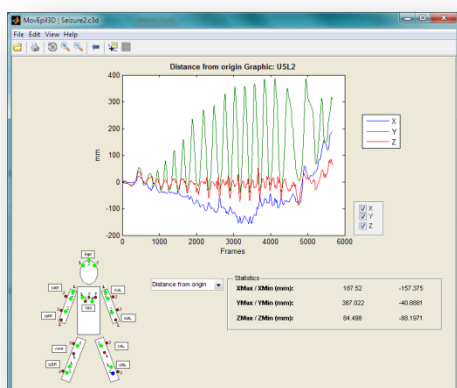 MovEpil3D | Seizure2.c3d
File Edit View Help
Distance from origin Graphic: USL2
400
300
200
100
0
-100
-200
mm
0 1000 2000 3000 4000 5000 6000
Frames
X
Y
Z
X
Y
Z
Distance from origin
Statistics
XMax / XMin (mm): 187.52 -157.375
YMax / YMin (mm): 387.022 -40.8881
ZMax / ZMin (mm): 84.498 -88.1971